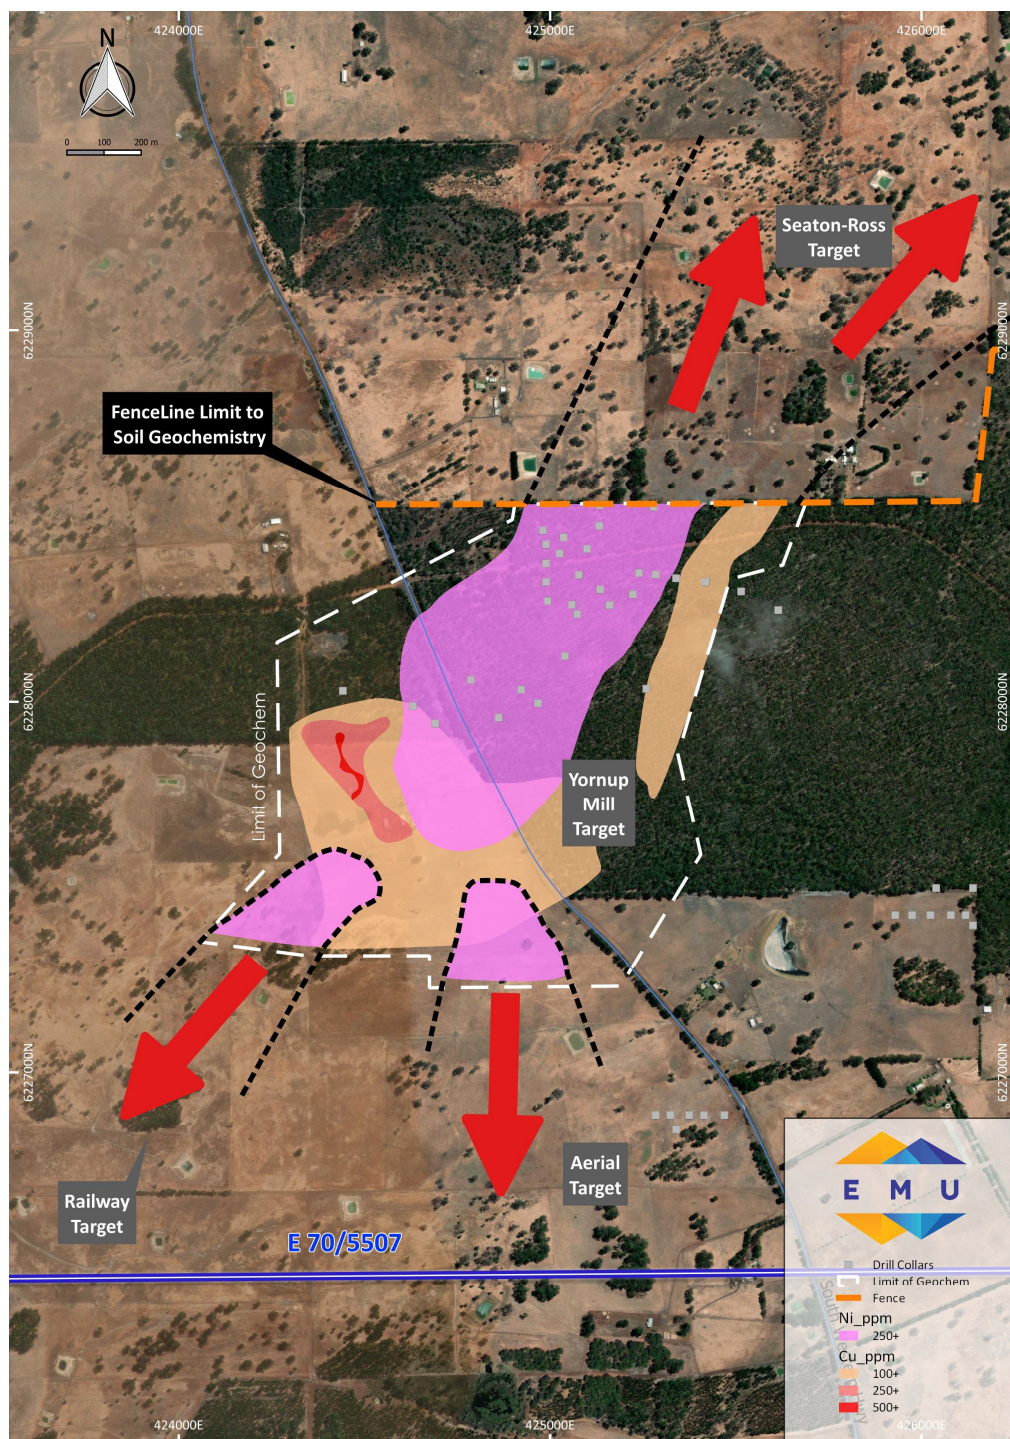 424000E
425000E
426000E
N
0 100 200 m
Seaton-Ross
Target
6229000N
6229000N
FenceLine Limit to
Soil Geochemistry
Limit of Geochem
6228000N
6228000N
Yornup
Mill
Target
6227000N
6227000N
Railway
Target
Aerial
Target
E 70/5507
EMU
Drill Collars
Limit of Geochem
Fence
Ni_ppm
250+
Cu_ppm
100+
250+
500+
424000E
425000E
426000E